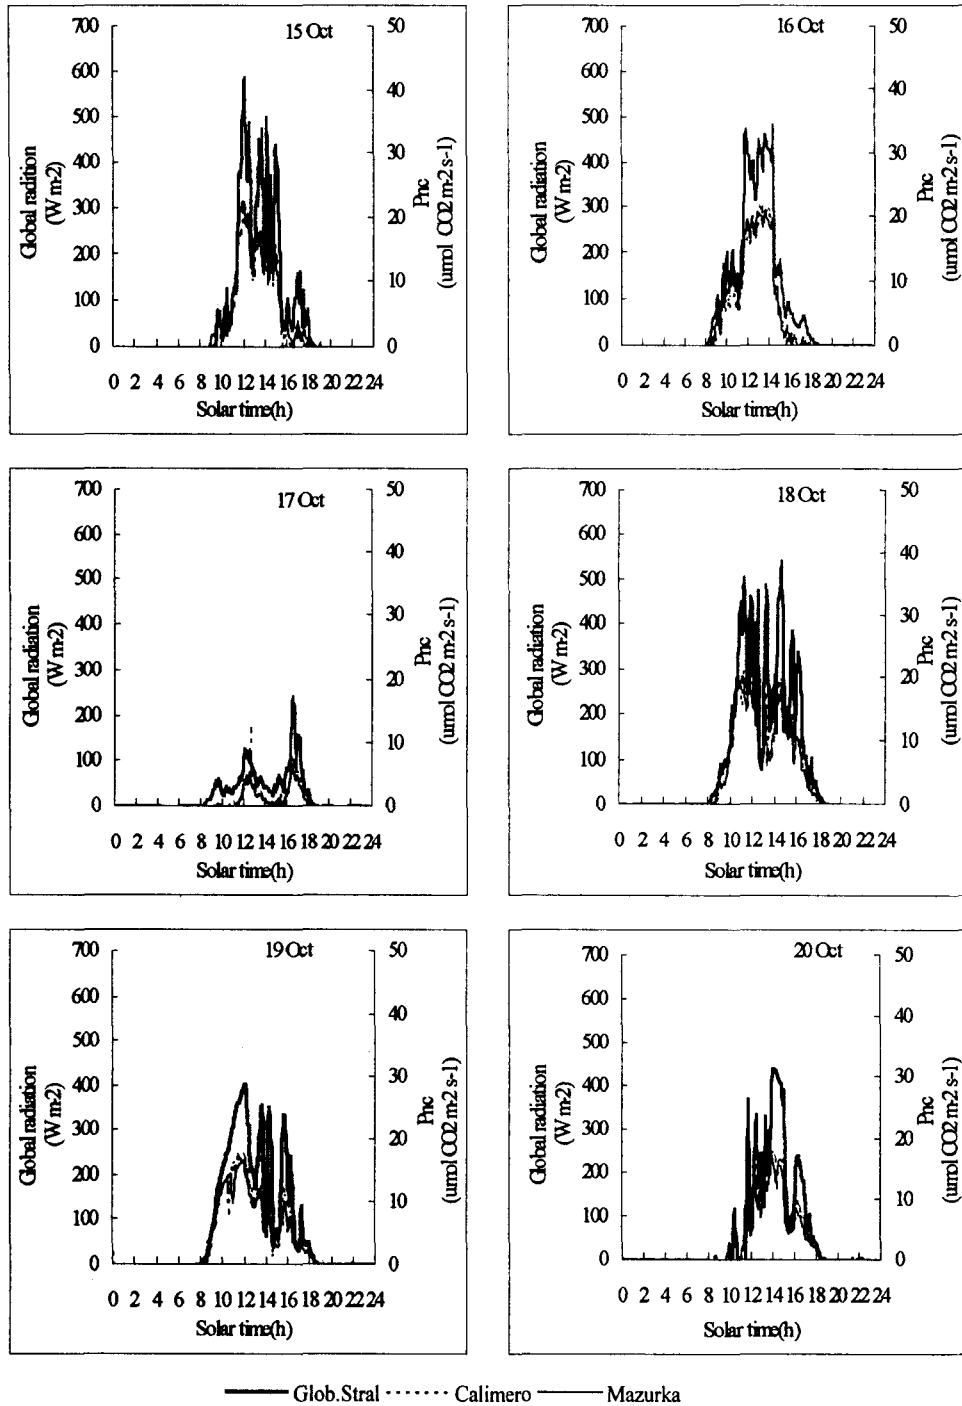 15 Oct
700
600
500
400
300
200
100
0
50
40
30
20
10
0
Global radition
(W m-2)
Pnc
(umol CO2 m-2 s-1)
0 2 4 6 8 10 12 14 16 18 20 22 24
Solar time(h)
16 Oct
700
600
500
400
300
200
100
0
50
40
30
20
10
0
Global radiation
(W m-2)
Pnc
(umol CO2 m-2 s-1)
0 2 4 6 8 10 12 14 16 18 20 22 24
Solar time(h)
17 Oct
700
600
500
400
300
200
100
0
50
40
30
20
10
0
Global radiation
(W m-2)
Pnc
(umol CO2 m-2 s-1)
0 2 4 6 8 10 12 14 16 18 20 22 24
Solar time(h)
18 Oct
700
600
500
400
300
200
100
0
50
40
30
20
10
0
Global radiation
(W m-2)
Pnc
(umol CO2 m-2 s-1)
0 2 4 6 8 10 12 14 16 18 20 22 24
Solar time(h)
19 Oct
700
600
500
400
300
200
100
0
50
40
30
20
10
0
Global radiation
(W m-2)
Pnc
(umol CO2 m-2 s-1)
0 2 4 6 8 10 12 14 16 18 20 22 24
Solar time(h)
20 Oct
700
600
500
400
300
200
100
0
50
40
30
20
10
0
Global radiation
(W m-2)
Pnc
(umol CO2 m-2 s-1)
0 2 4 6 8 10 12 14 16 18 20 22 24
Solar time(h)
Glob.Stral Calimero Mazurka